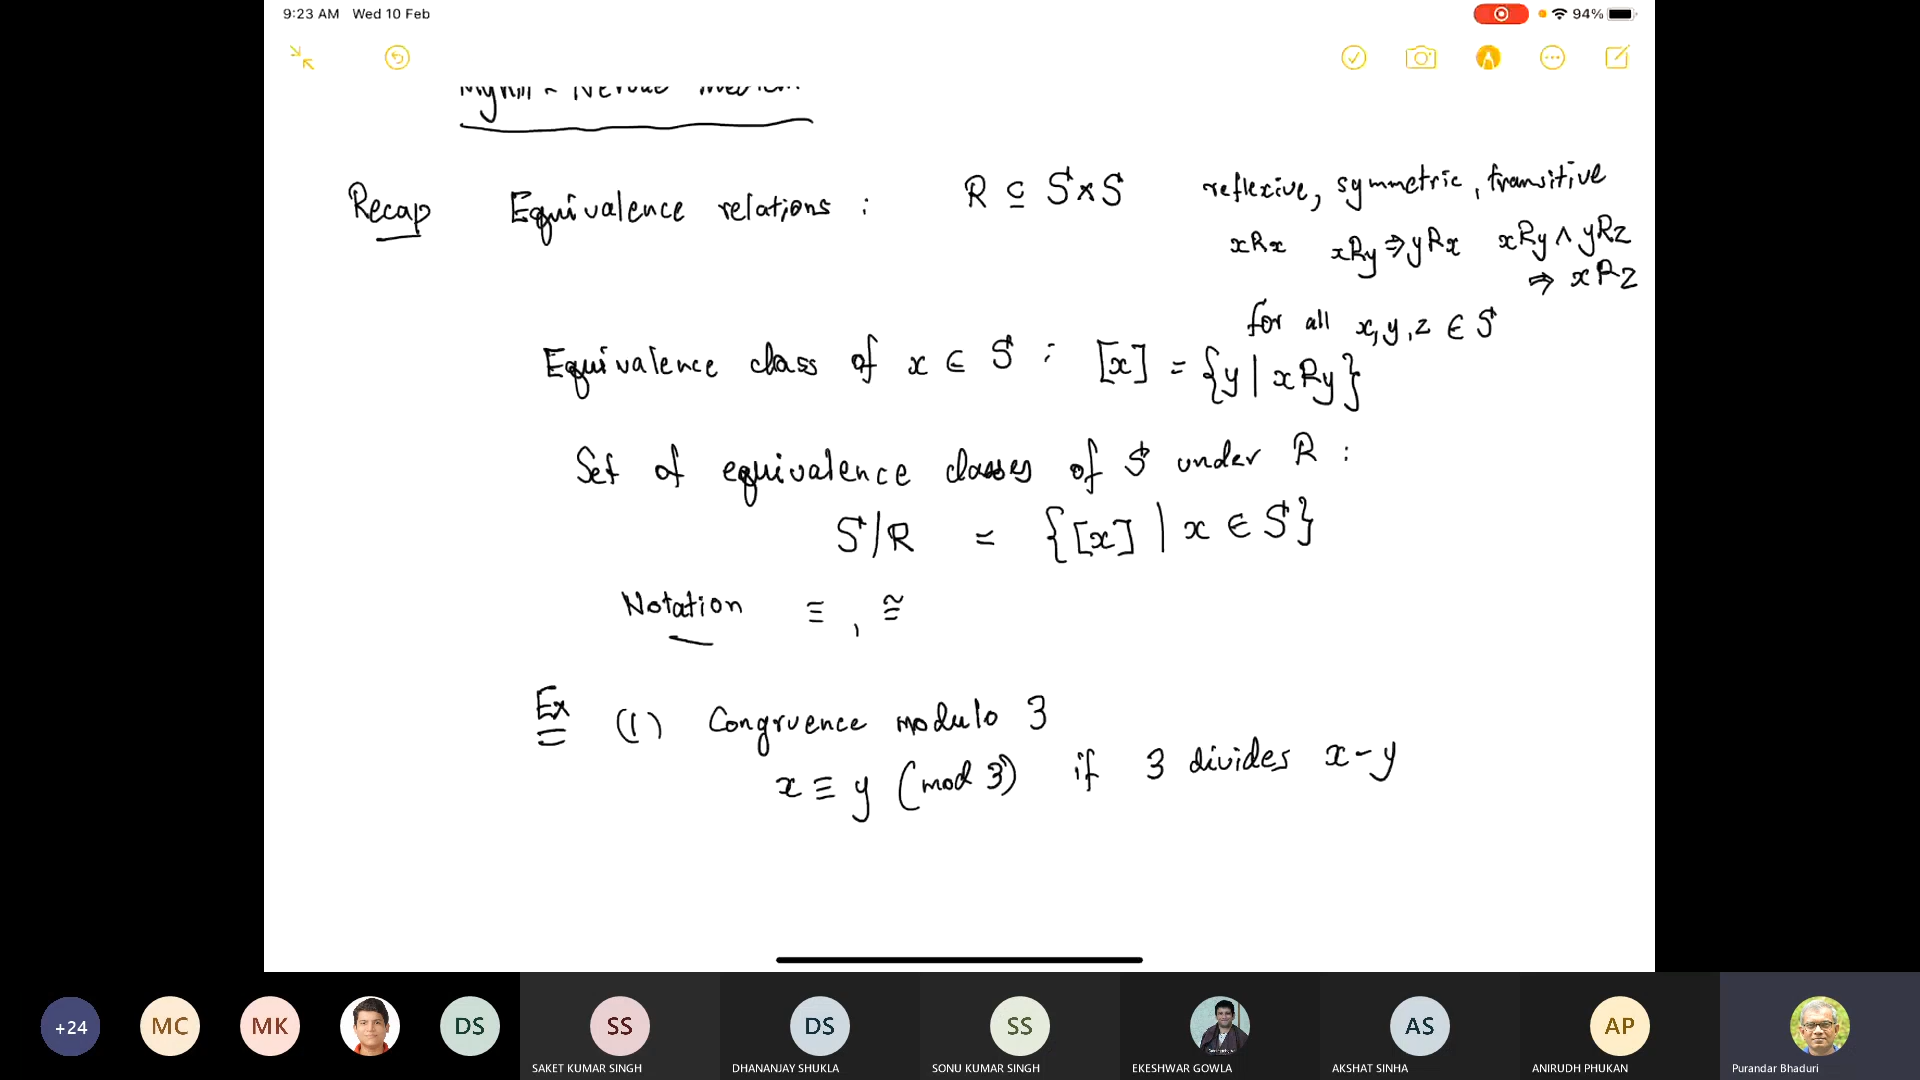 9:23 AM Wed 10 Feb
94%
Recap Equivalence relations : R ⊆ S×S reflexive, symmetric, transitive
xRx xRy ⇒ yRx xRy ∧ yRz
⇒ xRz
for all x, y, z ∈ S
Equivalence class of x ∈ S : [x] = {y | xRy}
Set of equivalence classes of S under R :
S/R = {[x] | x ∈ S}
Notation ≡ , ≅
Ex (1) Congruence modulo 3
x ≡ y (mod 3) if 3 divides x-y
+24 MC MK DS SS DS SS AS AP
SAKET KUMAR SINGH DHANANJAY SHUKLA SONU KUMAR SINGH EKESHWAR GOWLA AKSHAT SINHA ANIRUDH PHUKAN Purandar Bhaduri